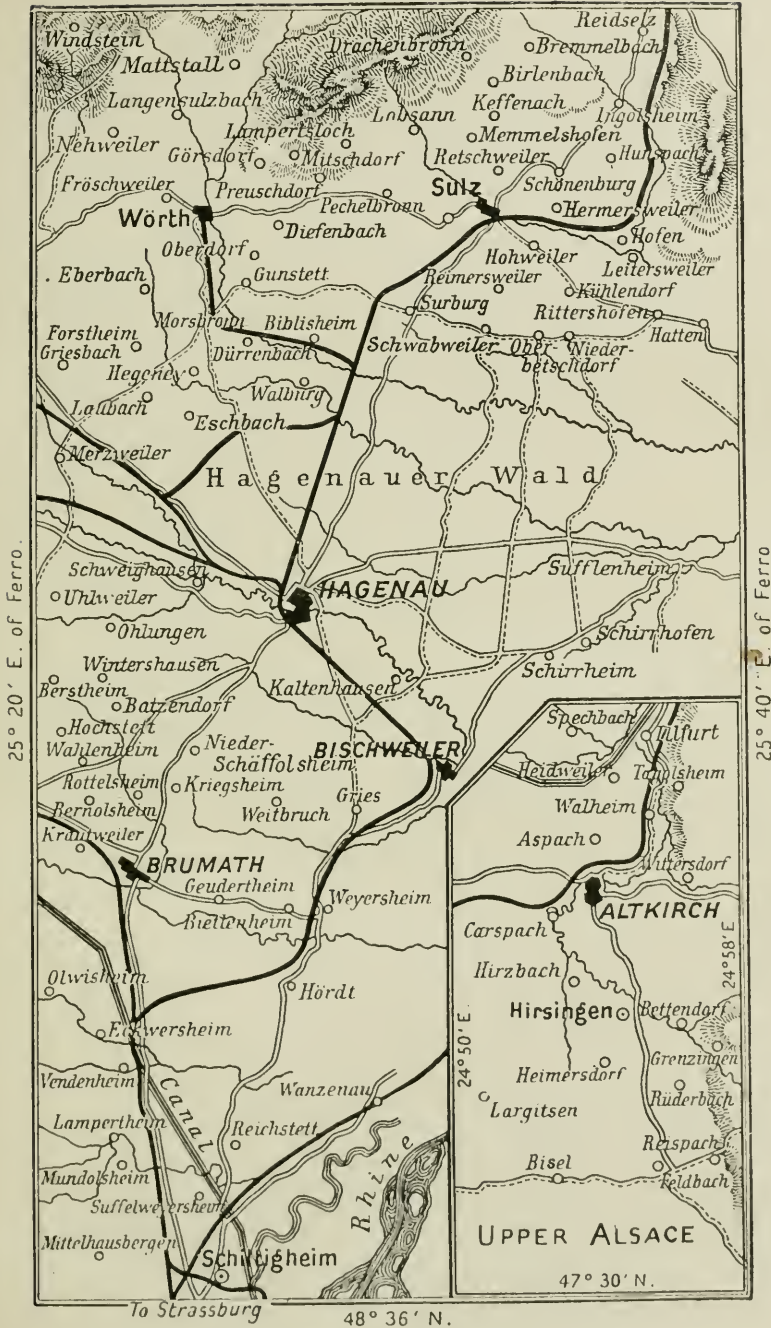 Windstein
Mattstall
Drachenbronn
Reidselz
Bremmelbach
Birlenbach
Langensulzbach
Keffenach
Lobsann
Ingolsheim
Nehweiler
Lampertsloch
Memmelshofen
Görsdorf
Mitschdorf
Retschweiler
Hunspach
Fröschweiler
Preuschdorf
Sulz
Schönenburg
Wörth
Pechelbronn
Hermersweiler
Diefenbach
Hofen
Oberdorf
Hohweiler
Leitersweiler
Eberbach
Gunstett
Reimersweiler
Kühlendorf
Surburg
Rittershofen
Morsbronn
Biblisheim
Hatten
Forstheim
Dürrenbach
Schwabweiler
Ober- Nieder-
betschdorf
Griesbach
Hegeney
Walburg
Laubach
Eschbach
Merzweiler
Hagenauer Wald
Schweighausen
Sufflenheim
HAGENAU
Uhlweiler
Ohlungen
Schirrhofen
Schirrheim
Wintershausen
Berstheim
Kaltenhausen
Batzendorf
Hochstett
Wahlenheim
Nieder-
Schäffolsheim
BISCHWEILER
Rottelsheim
Kriegsheim
Gries
Bernolsheim
Weitbruch
Krautweiler
BRUMATH
Geudertheim
Weyersheim
Bietlenheim
Olwisheim
Hördt
Eckwersheim
Vendenheim
Canal
Wanzenau
Lampertheim
Reichstett
Rhine
Mundolsheim
Suffelweyersheim
Mittelhausbergen
Schiltigheim
To Strassburg
48° 36' N.
25° 20' E. of Ferro.
25° 40' E. of Ferro
Spechbach
Illfurt
Heidweiler
Tagolsheim
Walheim
Aspach
Wittersdorf
ALTKIRCH
Carspach
24° 58' E
Hirzbach
Hirsingen
Bettendorf
24° 50' E.
Heimersdorf
Grenzingen
Rüderbach
Largitsen
Bisel
Reispach
Feldbach
UPPER ALSACE
47° 30' N.